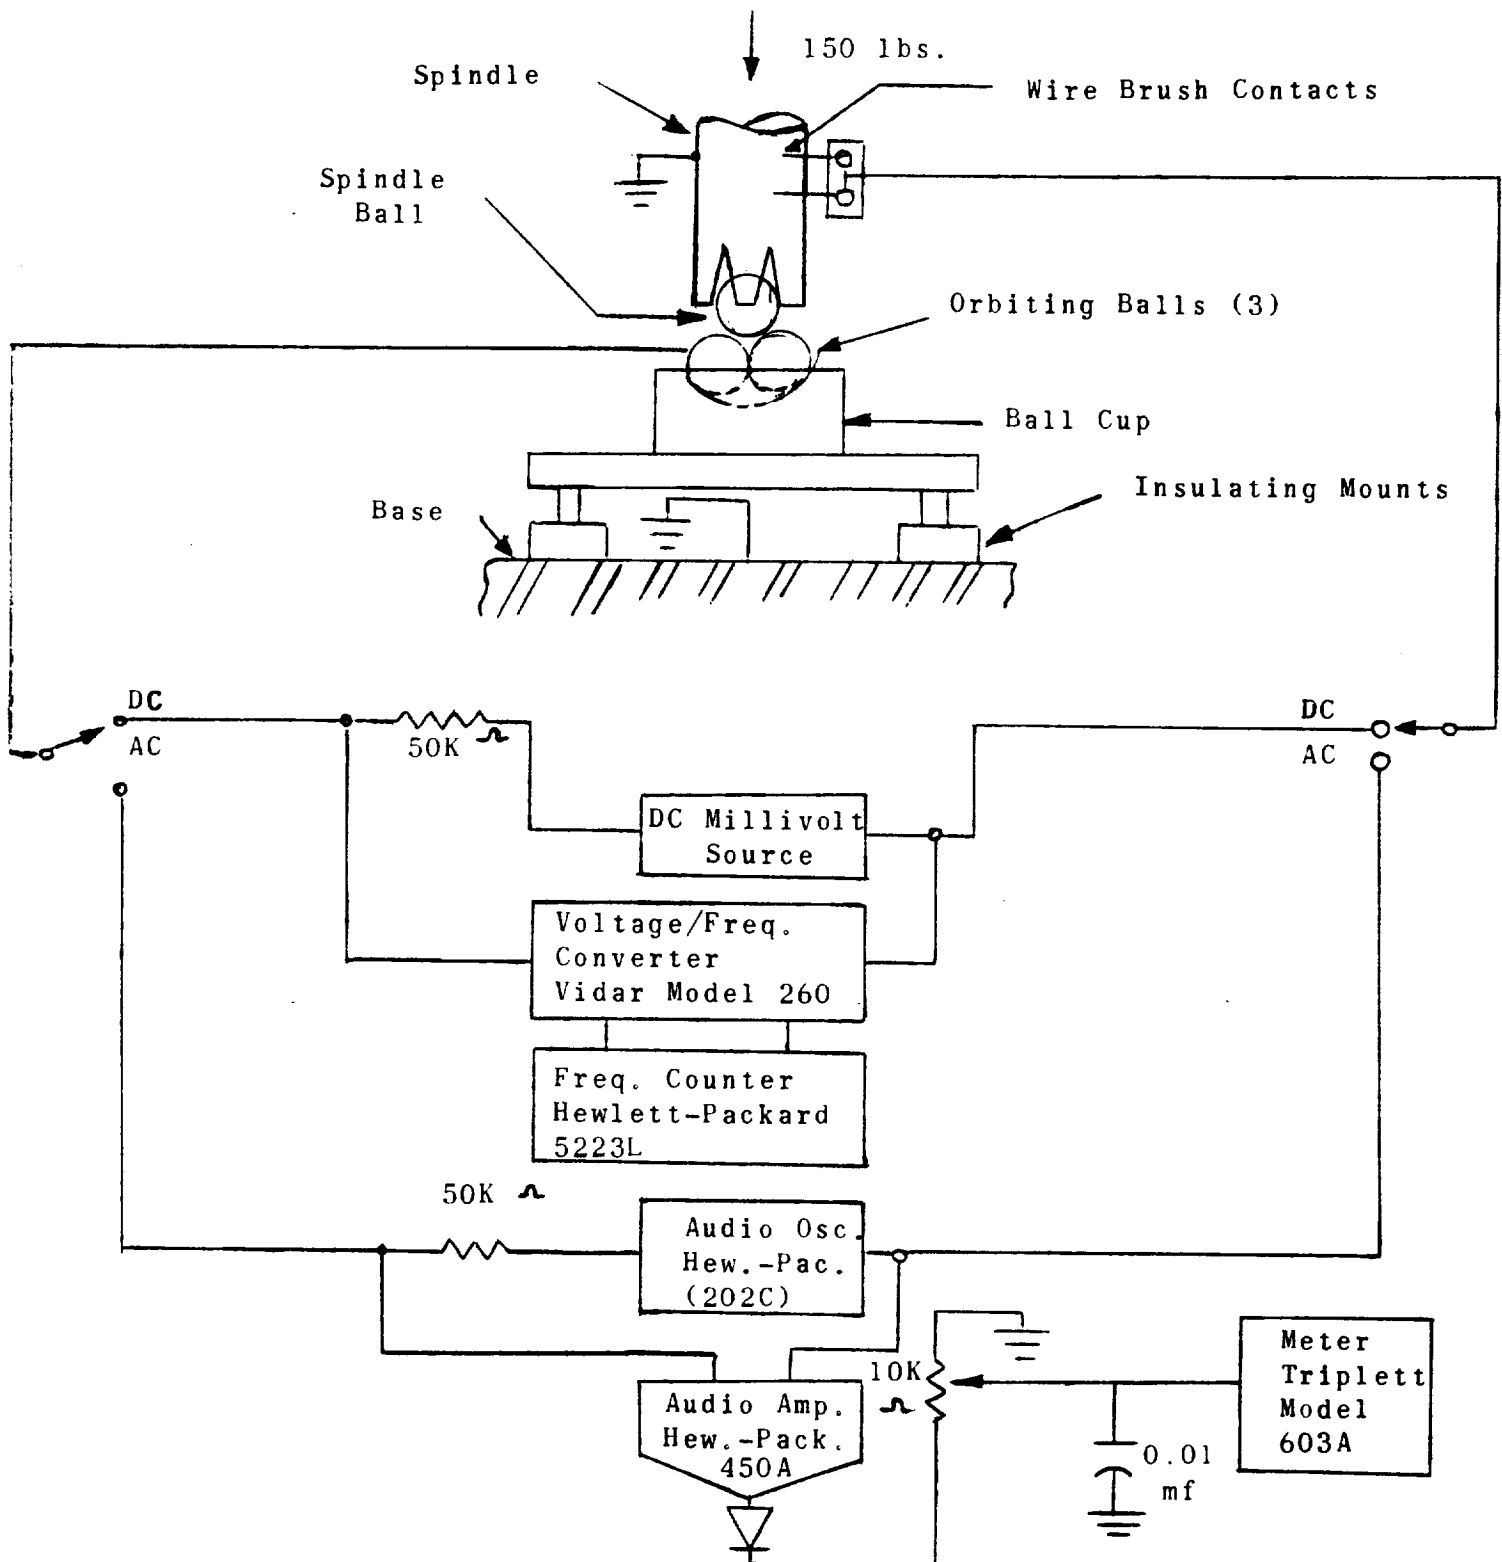 150 lbs.
Spindle
Wire Brush Contacts
Spindle
Ball
Orbiting Balls (3)
Ball Cup
Insulating Mounts
Base
DC
AC
50K Ω
DC
AC
DC Millivolt
Source
Voltage/Freq.
Converter
Vidar Model 260
Freq. Counter
Hewlett-Packard
5223L
50K Ω
Audio Osc.
Hew.-Pac.
(202C)
10K
Ω
Audio Amp.
Hew.-Pack.
450A
Meter
Triplett
Model
603A
0.01
mf